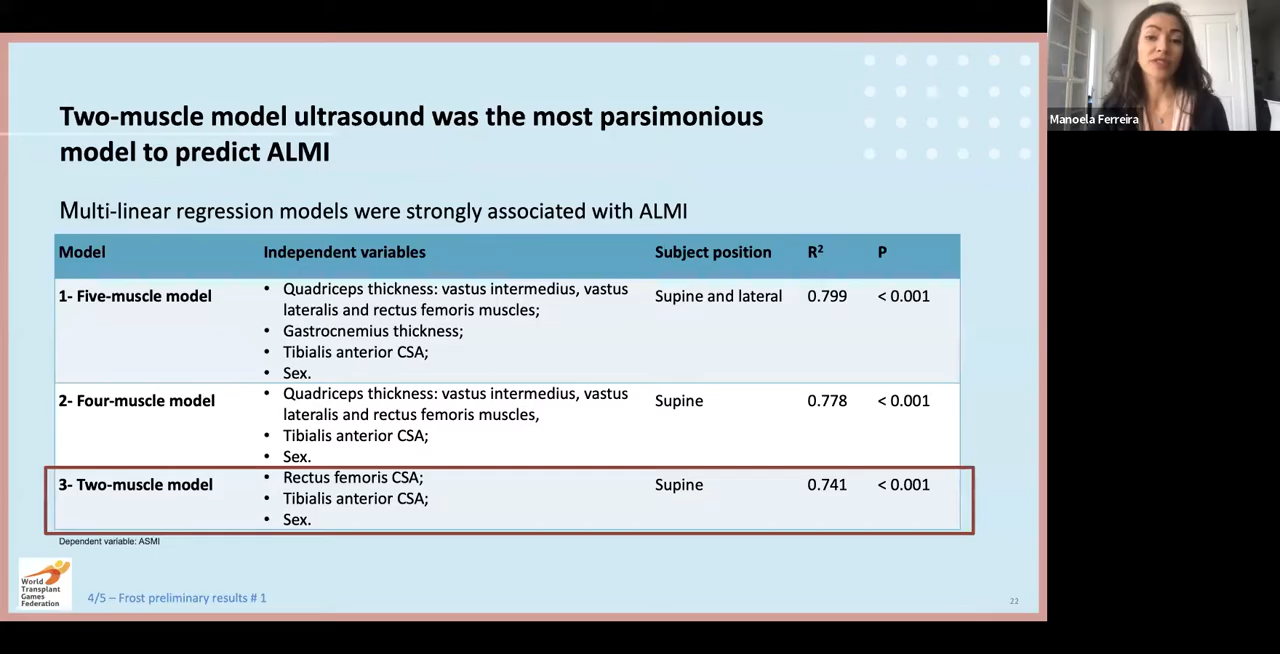 Two-muscle model ultrasound was the most parsimonious
model to predict ALMI
Multi-linear regression models were strongly associated with ALMI
Model Independent variables Subject position R² P
1- Five-muscle model • Quadriceps thickness: vastus intermedius, vastus Supine and lateral 0.799 < 0.001
lateralis and rectus femoris muscles;
• Gastrocnemius thickness;
• Tibialis anterior CSA;
• Sex.
2- Four-muscle model • Quadriceps thickness: vastus intermedius, vastus Supine 0.778 < 0.001
lateralis and rectus femoris muscles,
• Tibialis anterior CSA;
• Sex.
3- Two-muscle model • Rectus femoris CSA; Supine 0.741 < 0.001
• Tibialis anterior CSA;
• Sex.
Dependent variable: ASMI
World
Transplant
Games
Federation
4/5 – Frost preliminary results # 1
22
Manoela Ferreira